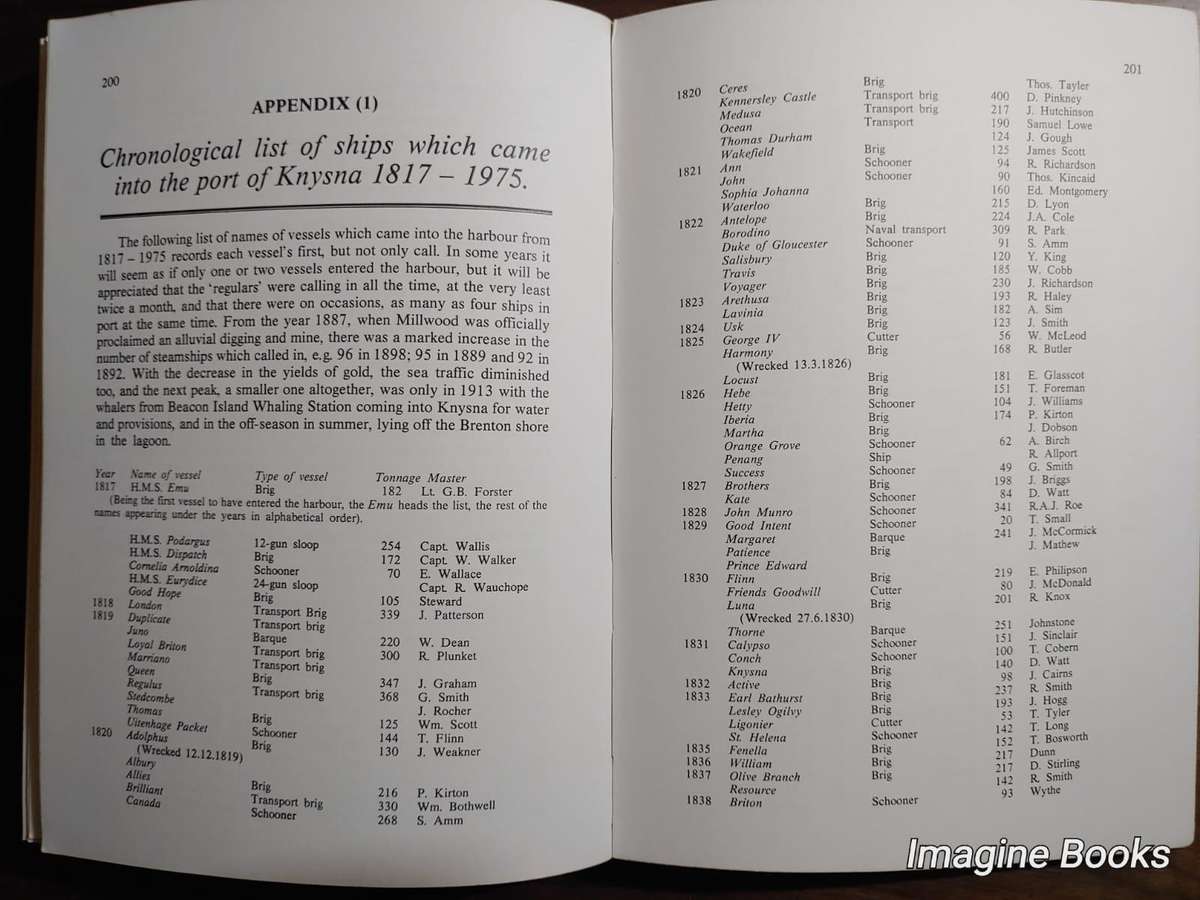 200
APPENDIX (1)
Chronological list of ships which came
into the port of Knysna 1817 – 1975.
The following list of names of vessels which came into the harbour from
1817 – 1975 records each vessel's first, but not only call. In some years it
will seem as if only one or two vessels entered the harbour, but it will be
appreciated that the 'regulars' were calling in all the time, at the very least
twice a month, and that there were on occasions, as many as four ships in
port at the same time. From the year 1887, when Millwood was officially
proclaimed an alluvial digging and mine, there was a marked increase in the
number of steamships which called in, e.g. 96 in 1898; 95 in 1889 and 92 in
1892. With the decrease in the yields of gold, the sea traffic diminished
too, and the next peak, a smaller one altogether, was only in 1913 with the
whalers from Beacon Island Whaling Station coming into Knysna for water
and provisions, and in the off-season in summer, lying off the Brenton shore
in the lagoon.
Year Name of vessel Type of vessel Tonnage Master
1817 H.M.S. Emu Brig 182 Lt. G.B. Forster
(Being the first vessel to have entered the harbour, the Emu heads the list, the rest of the
names appearing under the years in alphabetical order).
H.M.S. Podargus 12-gun sloop 254 Capt. Wallis
H.M.S. Dispatch Brig 172 Capt. W. Walker
Cornelia Arnoldina Schooner 70 E. Wallace
H.M.S. Eurydice 24-gun sloop Capt. R. Wauchope
Good Hope Brig 105 Steward
1818 London Transport Brig 339 J. Patterson
1819 Duplicate Transport brig
Juno Barque 220 W. Dean
Loyal Briton Transport brig 300 R. Plunket
Marriano Transport brig
Queen Brig 347 J. Graham
Regulus Transport brig 368 G. Smith
Stedcombe J. Rocher
Thomas Brig 125 Wm. Scott
Uitenhage Packet Schooner 144 T. Flinn
1820 Adolphus Brig 130 J. Weakner
(Wrecked 12.12.1819)
Albury
Allies Brig 216 P. Kirton
Brilliant Transport brig 330 Wm. Bothwell
Canada Schooner 268 S. Amm
201
1820 Ceres Brig Thos. Tayler
Kennersley Castle Transport brig 400 D. Pinkney
Medusa Transport brig 217 J. Hutchinson
Ocean Transport 190 Samuel Lowe
Thomas Durham 124 J. Gough
Wakefield Brig 125 James Scott
1821 Ann Schooner 94 R. Richardson
John Schooner 90 Thos. Kincaid
Sophia Johanna 160 Ed. Montgomery
Waterloo Brig 215 D. Lyon
1822 Antelope Brig 224 J.A. Cole
Borodino Naval transport 309 R. Park
Duke of Gloucester Schooner 91 S. Amm
Salisbury Brig 120 Y. King
Travis Brig 185 W. Cobb
Voyager Brig 230 J. Richardson
1823 Arethusa Brig 193 R. Haley
Lavinia Brig 182 A. Sim
1824 Usk Brig 123 J. Smith
1825 George IV Cutter 56 W. McLeod
Harmony Brig 168 R. Butler
(Wrecked 13.3.1826)
Locust Brig 181 E. Glasscot
1826 Hebe Brig 151 T. Foreman
Hetty Schooner 104 J. Williams
Iberia Brig 174 P. Kirton
Martha Brig J. Dobson
Orange Grove Schooner 62 A. Birch
Penang Ship R. Allport
Success Schooner 49 G. Smith
1827 Brothers Brig 198 J. Briggs
Kate Schooner 84 D. Watt
1828 John Munro Schooner 341 R.A.J. Roe
1829 Good Intent Schooner 20 T. Small
Margaret Barque 241 J. McCormick
Patience Brig J. Mathew
Prince Edward
1830 Flinn Brig 219 E. Philipson
Friends Goodwill Cutter 80 J. McDonald
Luna Brig 201 R. Knox
(Wrecked 27.6.1830)
Thorne Barque 251 Johnstone
1831 Calypso Schooner 151 J. Sinclair
Conch Schooner 100 T. Cobern
Knysna Brig 140 D. Watt
1832 Active Brig 98 J. Cairns
1833 Earl Bathurst Brig 237 R. Smith
Lesley Ogilvy Brig 193 J. Hogg
Ligonier Cutter 53 T. Tyler
St. Helena Schooner 142 T. Long
1835 Fenella Brig 152 T. Bosworth
1836 William Brig 217 Dunn
1837 Olive Branch Brig 217 D. Stirling
Resource 142 R. Smith
1838 Briton Schooner 93 Wythe
Imagine Books